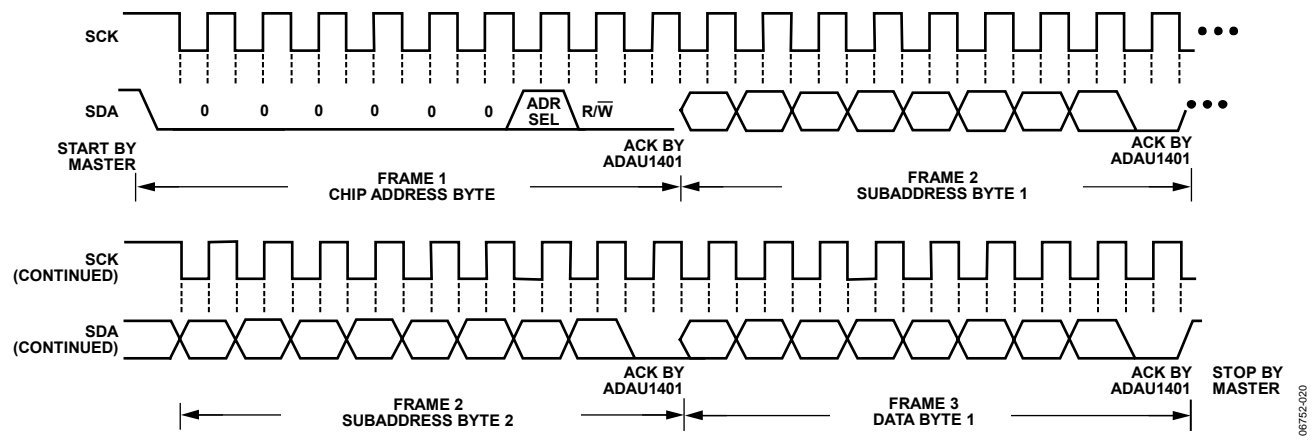 SCK
SDA
0 0 0 0 0 0 ADR SEL R/W̅
START BY
MASTER
ACK BY
ADAU1401
ACK BY
ADAU1401
FRAME 1
CHIP ADDRESS BYTE
FRAME 2
SUBADDRESS BYTE 1
SCK
(CONTINUED)
SDA
(CONTINUED)
ACK BY
ADAU1401
ACK BY
ADAU1401
STOP BY
MASTER
FRAME 2
SUBADDRESS BYTE 2
FRAME 3
DATA BYTE 1
06752-020